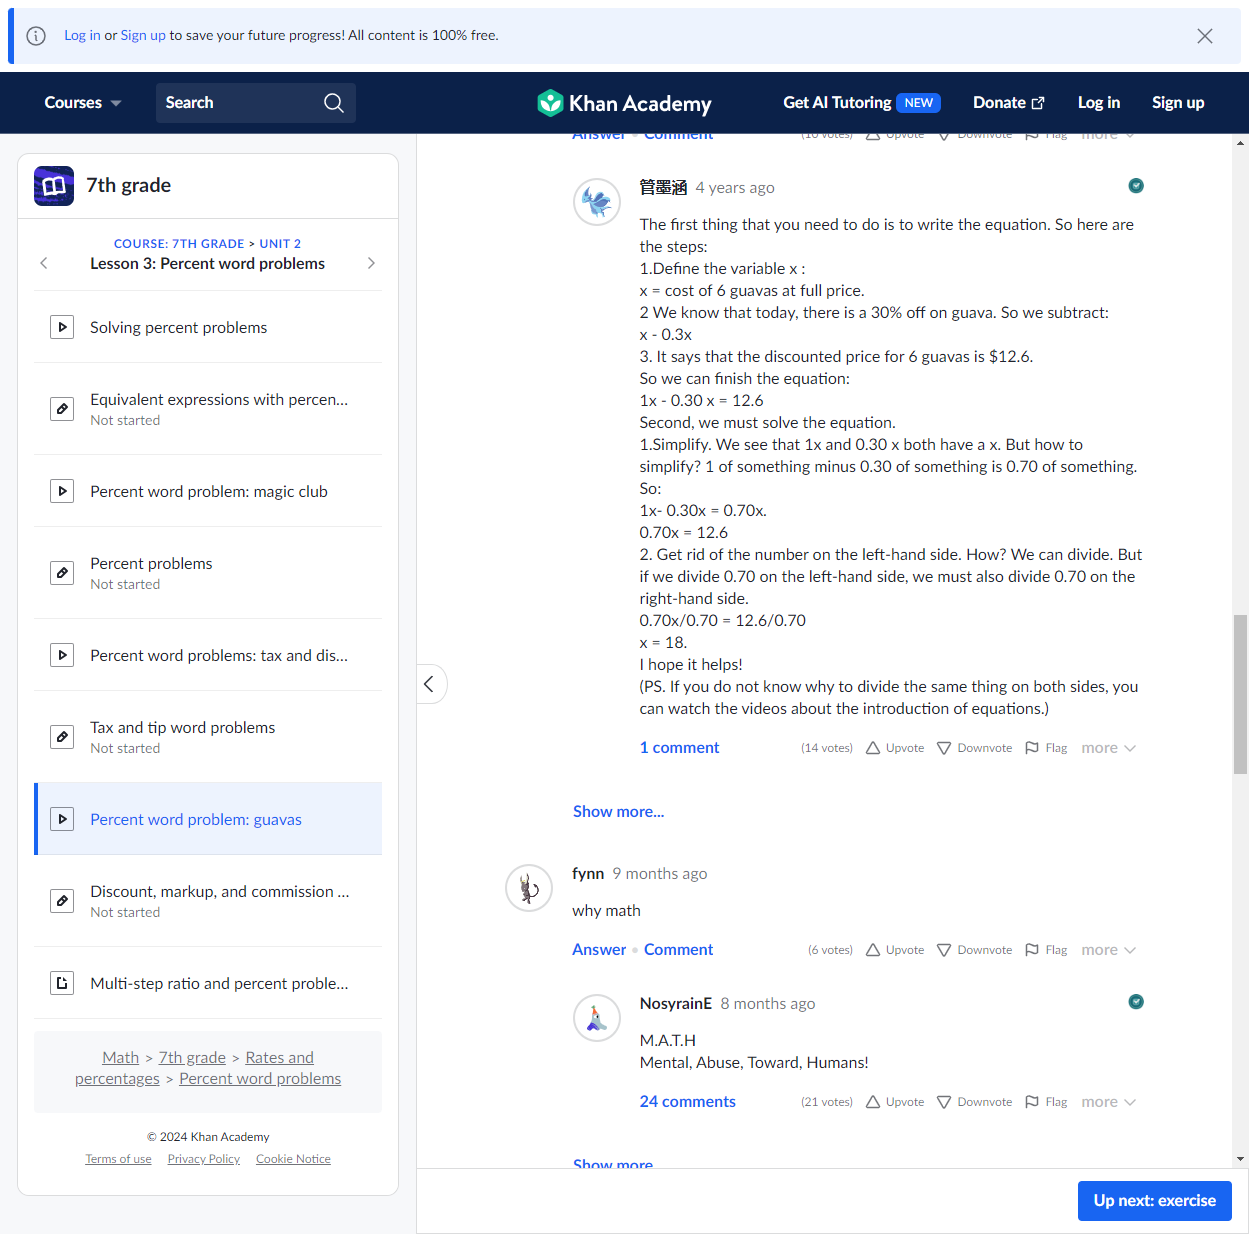 Log in or Sign up to save your future progress! All content is 100% free.
Courses
Search
Khan Academy
Get AI Tutoring NEW
Donate
Log in
Sign up
7th grade
COURSE: 7TH GRADE > UNIT 2
Lesson 3: Percent word problems
Solving percent problems
Equivalent expressions with percen...
Not started
Percent word problem: magic club
Percent problems
Not started
Percent word problems: tax and dis...
Tax and tip word problems
Not started
Percent word problem: guavas
Discount, markup, and commission ...
Not started
Multi-step ratio and percent proble...
Math > 7th grade > Rates and
percentages > Percent word problems
© 2024 Khan Academy
Terms of use Privacy Policy Cookie Notice
Answer • Comment (10 votes) Upvote Downvote Flag more
管墨涵 4 years ago
The first thing that you need to do is to write the equation. So here are
the steps:
1.Define the variable x :
x = cost of 6 guavas at full price.
2 We know that today, there is a 30% off on guava. So we subtract:
x - 0.3x
3. It says that the discounted price for 6 guavas is $12.6.
So we can finish the equation:
1x - 0.30 x = 12.6
Second, we must solve the equation.
1.Simplify. We see that 1x and 0.30 x both have a x. But how to
simplify? 1 of something minus 0.30 of something is 0.70 of something.
So:
1x- 0.30x = 0.70x.
0.70x = 12.6
2. Get rid of the number on the left-hand side. How? We can divide. But
if we divide 0.70 on the left-hand side, we must also divide 0.70 on the
right-hand side.
0.70x/0.70 = 12.6/0.70
x = 18.
I hope it helps!
(PS. If you do not know why to divide the same thing on both sides, you
can watch the videos about the introduction of equations.)
1 comment (14 votes) Upvote Downvote Flag more
Show more...
fynn 9 months ago
why math
Answer • Comment (6 votes) Upvote Downvote Flag more
NosyrainE 8 months ago
M.A.T.H
Mental, Abuse, Toward, Humans!
24 comments (21 votes) Upvote Downvote Flag more
Show more
Up next: exercise